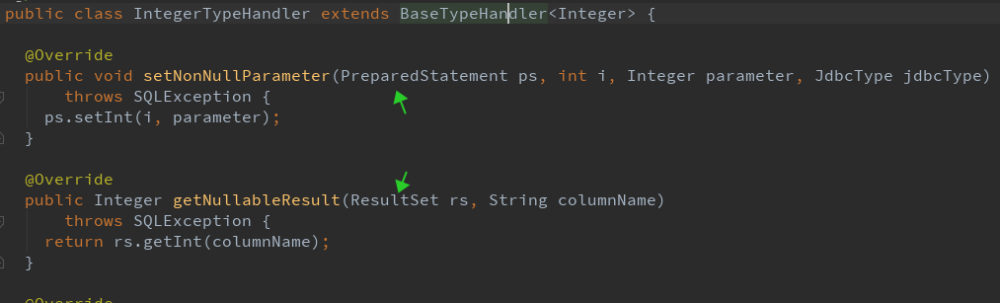 public class IntegerTypeHandler extends BaseTypeHandler<Integer> {
@Override
public void setNonNullParameter(PreparedStatement ps, int i, Integer parameter, JdbcType jdbcType)
throws SQLException {
ps.setInt(i, parameter);
}
@Override
public Integer getNullableResult(ResultSet rs, String columnName)
throws SQLException {
return rs.getInt(columnName);
}
@Override